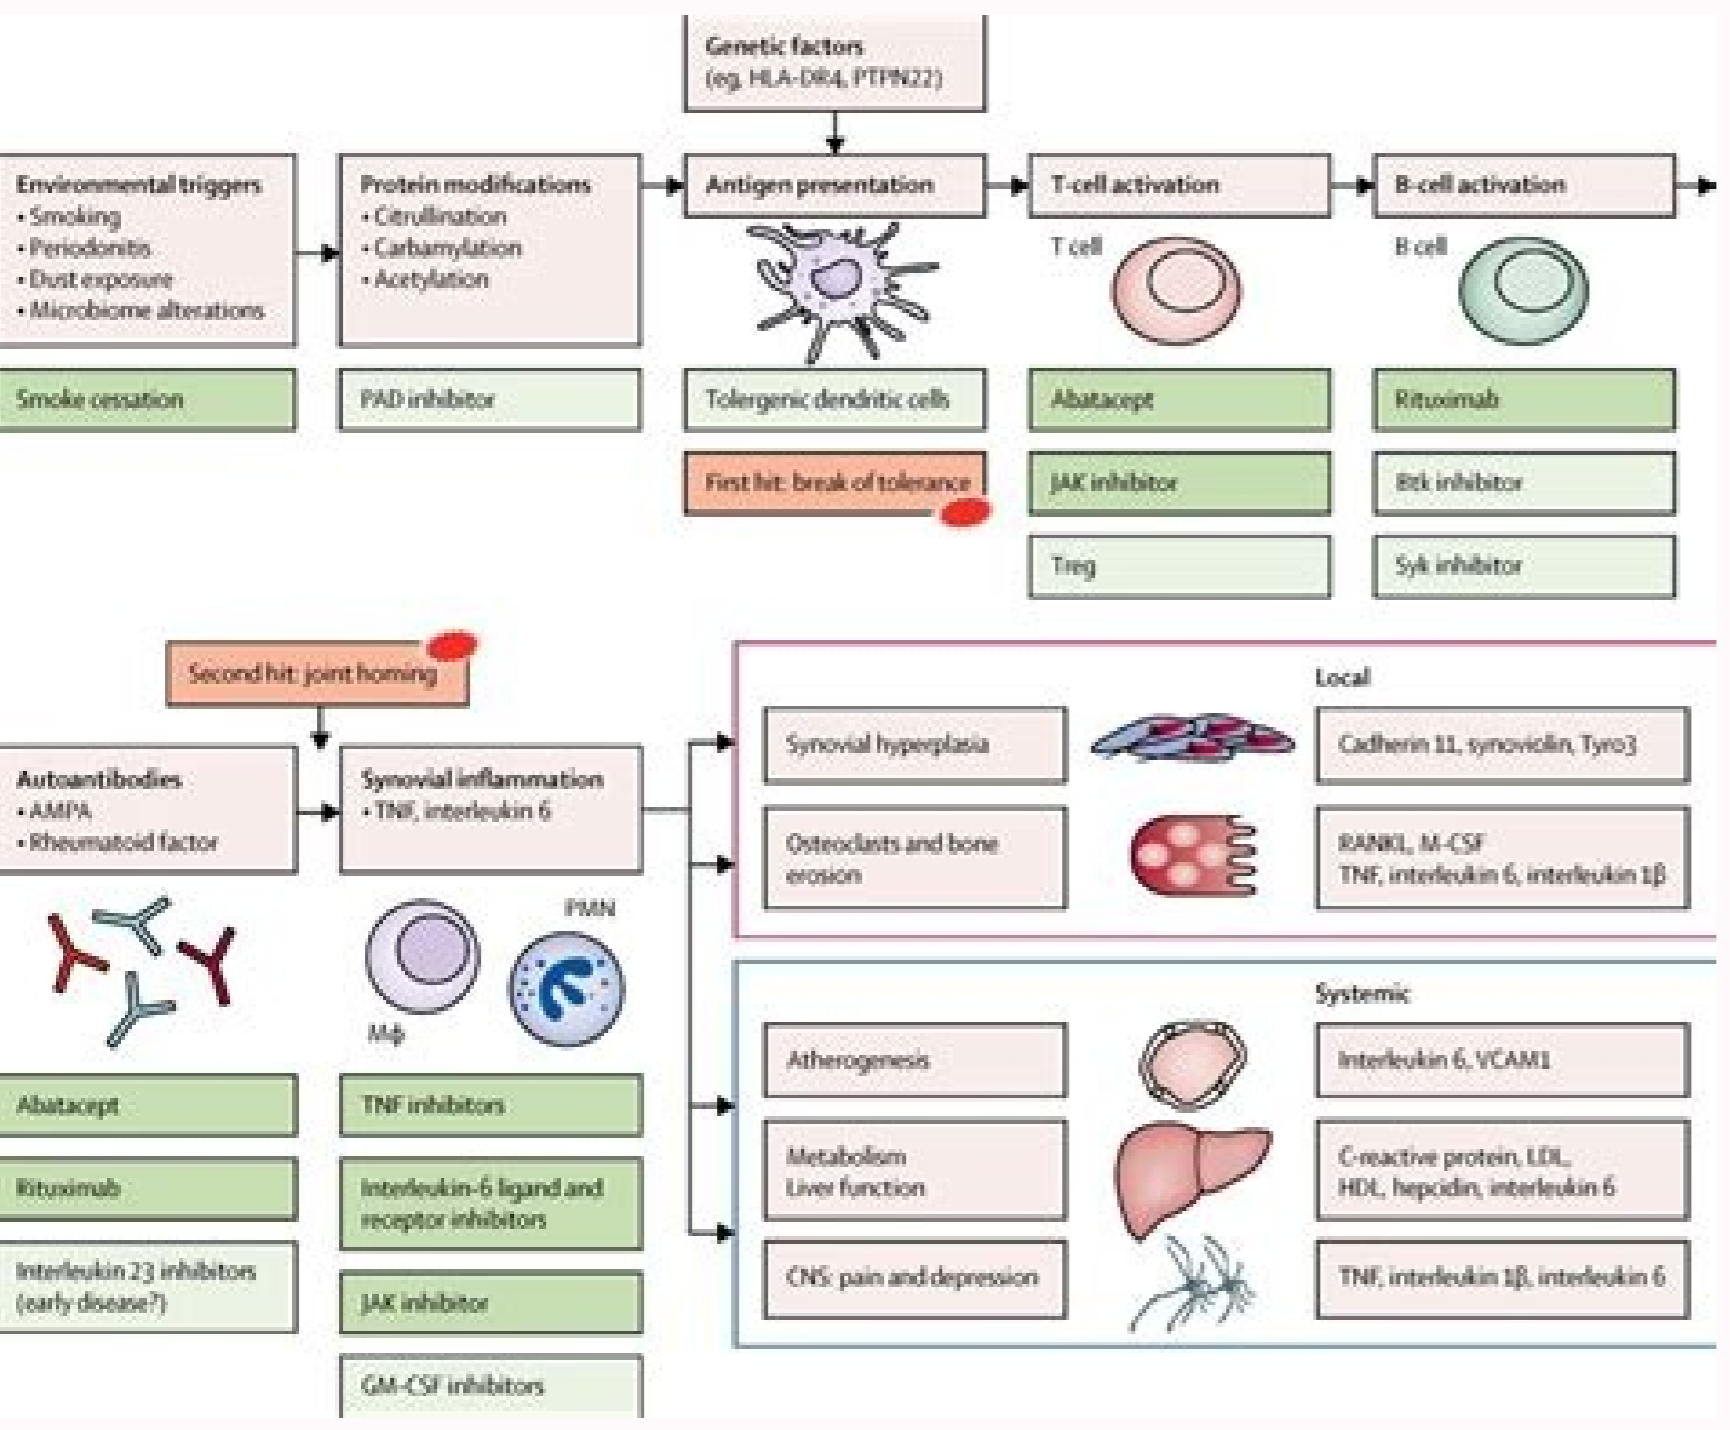 Genetic factors
(eg, HLA-DR4, PTPN22)
Environmental triggers
• Smoking
• Periodonitis
• Dust exposure
• Microbiome alterations
Protein modifications
• Citrullination
• Carbamylation
• Acetylation
Antigen presentation
T-cell activation
B-cell activation
T cell
B cell
Smoke cessation
PAD inhibitor
Tolergenic dendritic cells
Abatacept
Rituximab
First hit: break of tolerance
JAK inhibitor
Btk inhibitor
Treg
Syk inhibitor
Second hit: joint homing
Autoantibodies
• AMPA
• Rheumatoid factor
Synovial inflammation
• TNF, interleukin 6
PMN
Mϕ
Abatacept
Rituximab
Interleukin 23 inhibitors
(early disease?)
TNF inhibitors
Interleukin-6 ligand and
receptor inhibitors
JAK inhibitor
GM-CSF inhibitors
Local
Synovial hyperplasia
Cadherin 11, synoviolin, Tyro3
Osteoclasts and bone
erosion
RANKL, M-CSF
TNF, interleukin 6, interleukin 1β
Systemic
Atherogenesis
Interleukin 6, VCAM1
Metabolism
Liver function
C-reactive protein, LDL,
HDL, hepcidin, interleukin 6
CNS: pain and depression
TNF, interleukin 1β, interleukin 6